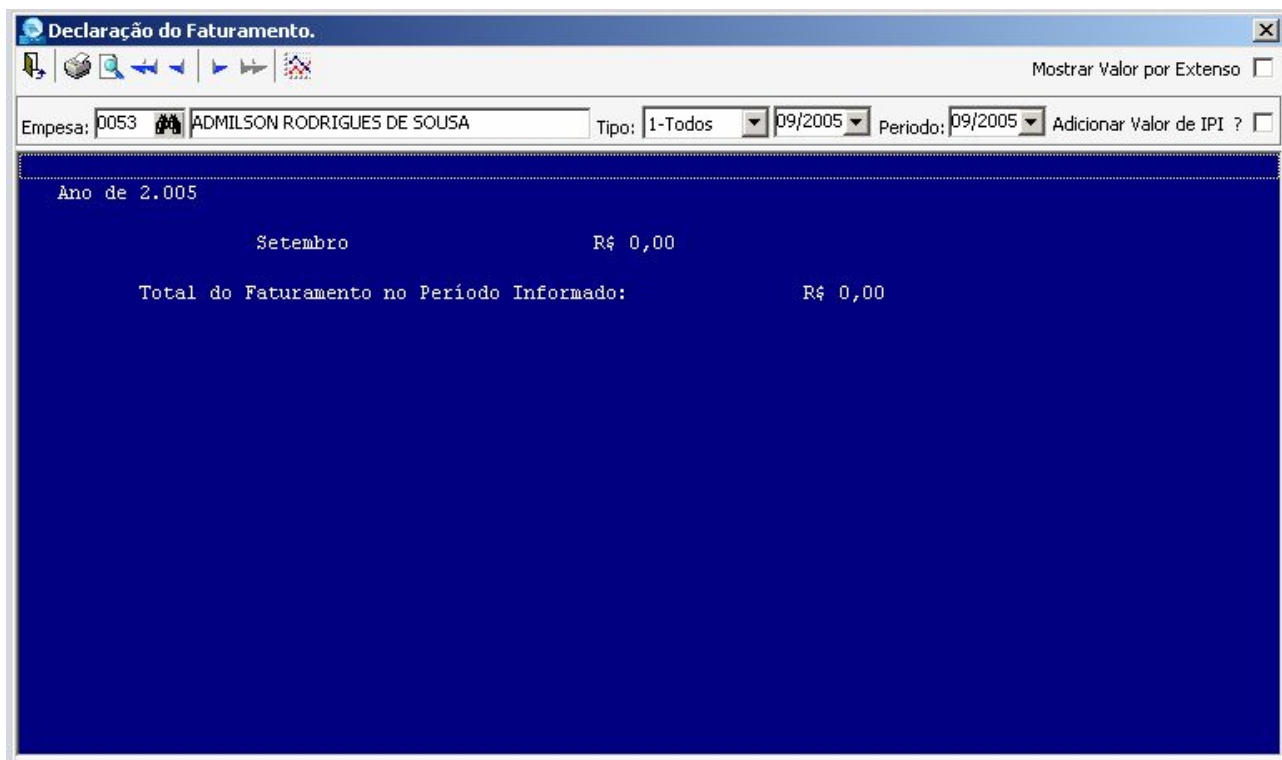 Declaração do Faturamento.
Mostrar Valor por Extenso
Empesa: 0053 ADMILSON RODRIGUES DE SOUSA Tipo: 1-Todos 09/2005 Periodo: 09/2005 Adicionar Valor de IPI ?
Ano de 2.005
Setembro R$ 0,00
Total do Faturamento no Período Informado: R$ 0,00